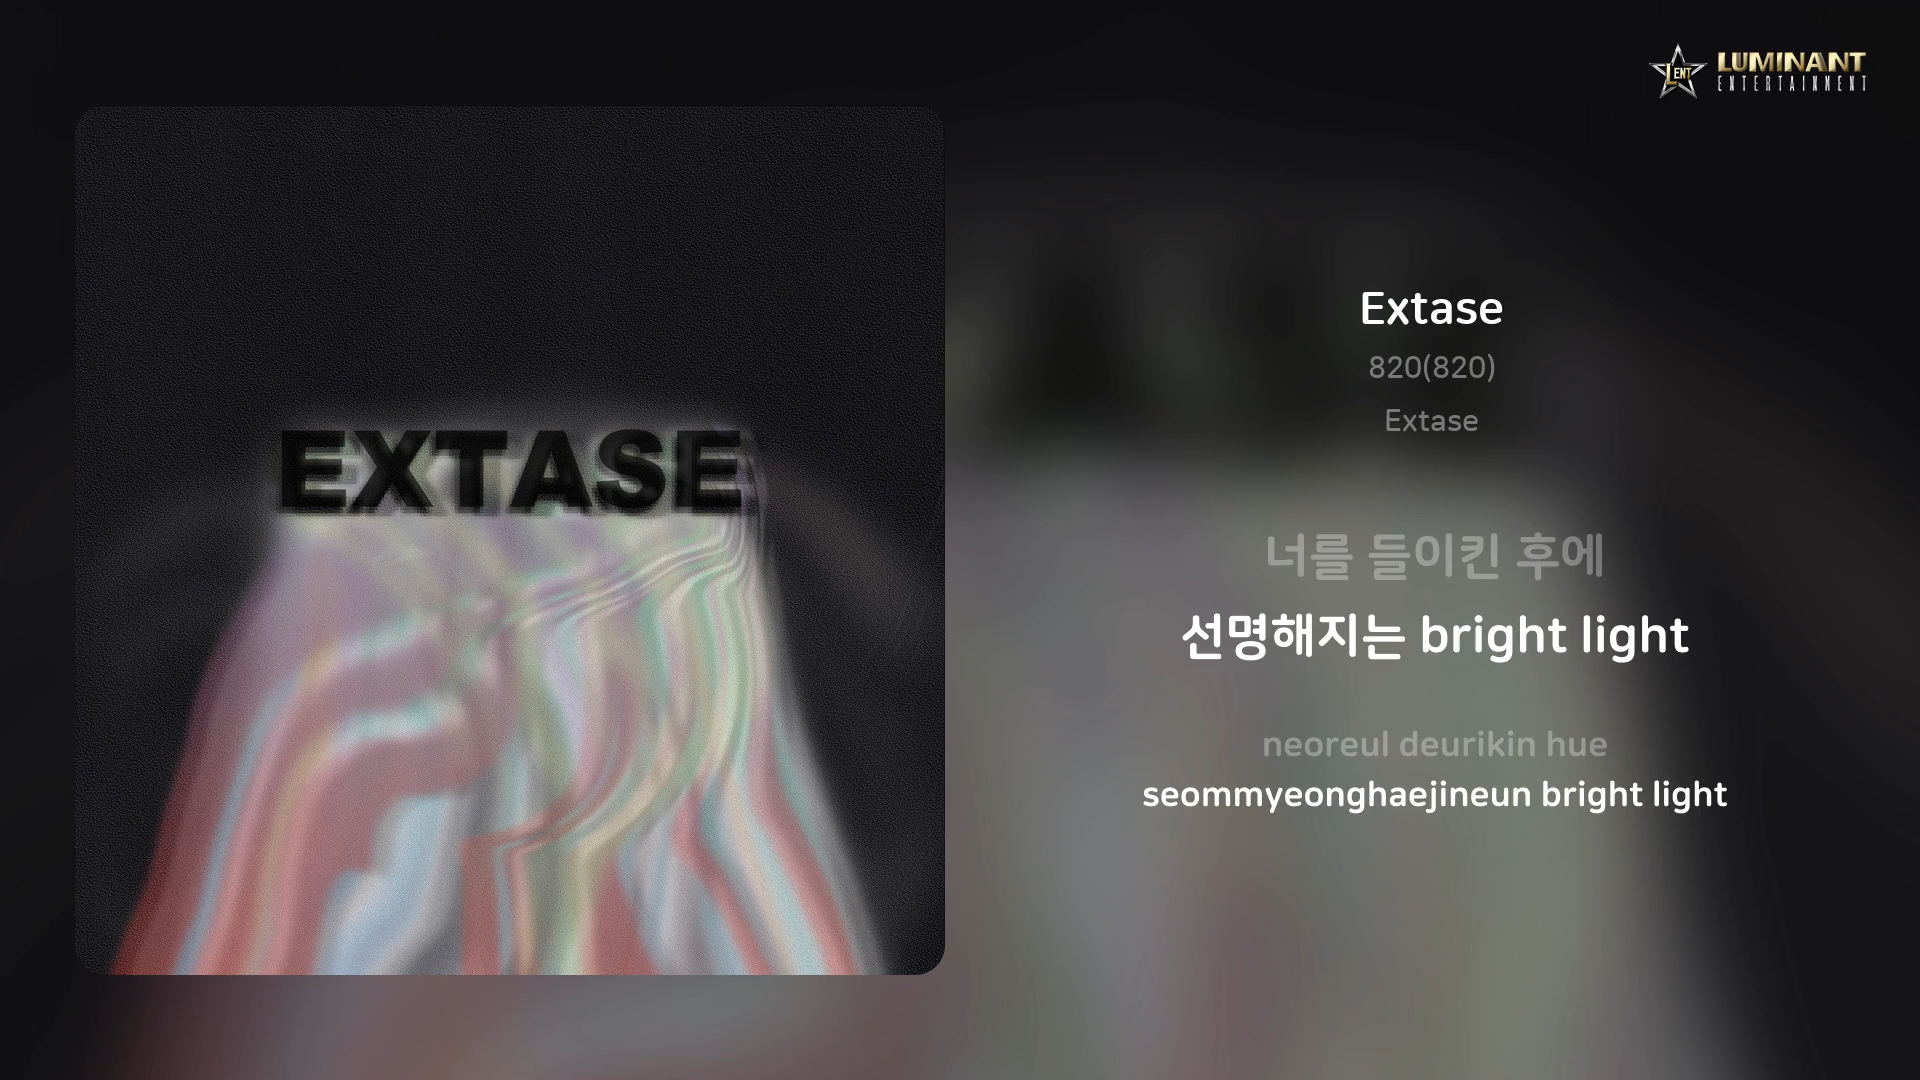 LENT
LUMINANT
ENTERTAINMENT
EXTASE
Extase
820(820)
Extase
너를 들이킨 후에
선명해지는 bright light
neoreul deurikin hue
seommyeonghaejineun bright light